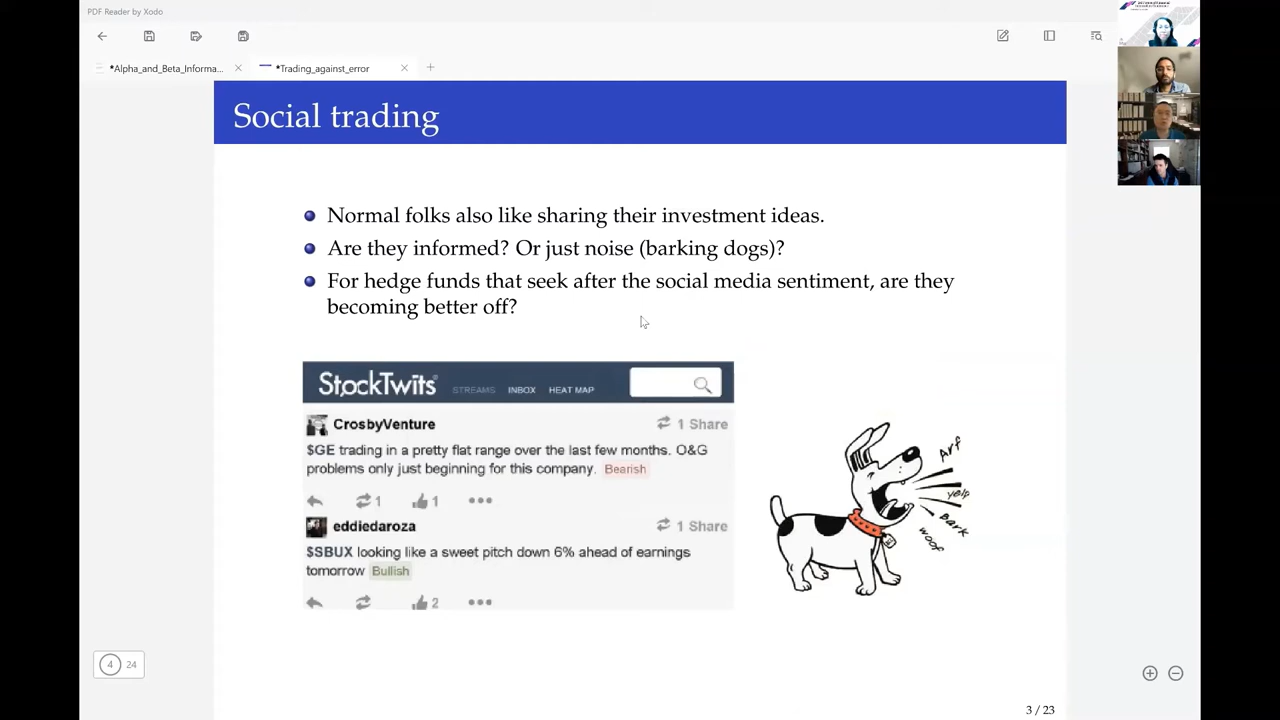 PDF Reader by Xodo
*Alpha_and_Beta_Informa...
*Trading_against_error
Social trading
Normal folks also like sharing their investment ideas.
Are they informed? Or just noise (barking dogs)?
For hedge funds that seek after the social media sentiment, are they
becoming better off?
StockTwits STREAMS INBOX HEAT MAP
CrosbyVenture 1 Share
$GE trading in a pretty flat range over the last few months. O&G
problems only just beginning for this company. Bearish
1 1
eddiedaroza 1 Share
$SBUX looking like a sweet pitch down 6% ahead of earnings
tomorrow Bullish
2
Arf
yelp
Bark
woof
4 24
3 / 23